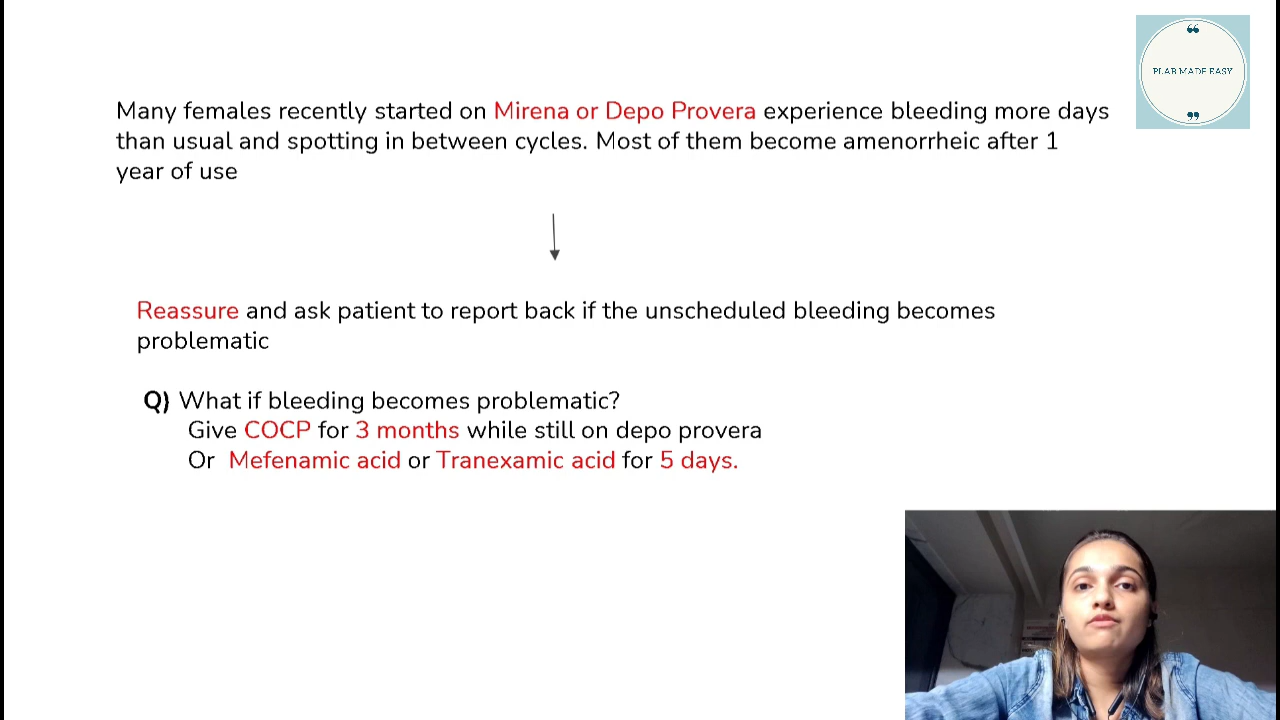 ❝
PLAB MADE EASY
❞
Many females recently started on Mirena or Depo Provera experience bleeding more days
than usual and spotting in between cycles. Most of them become amenorrheic after 1
year of use
Reassure and ask patient to report back if the unscheduled bleeding becomes
problematic
Q) What if bleeding becomes problematic?
Give COCP for 3 months while still on depo provera
Or Mefenamic acid or Tranexamic acid for 5 days.